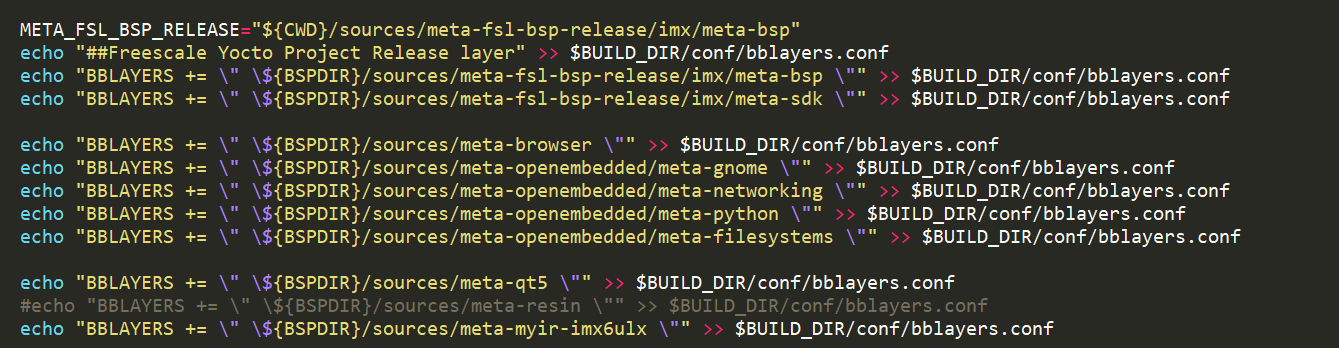 META_FSL_BSP_RELEASE="${CWD}/sources/meta-fsl-bsp-release/imx/meta-bsp"
echo "##Freescale Yocto Project Release layer" >> $BUILD_DIR/conf/bblayers.conf
echo "BBLAYERS += \" \${BSPDIR}/sources/meta-fsl-bsp-release/imx/meta-bsp \"" >> $BUILD_DIR/conf/bblayers.conf
echo "BBLAYERS += \" \${BSPDIR}/sources/meta-fsl-bsp-release/imx/meta-sdk \"" >> $BUILD_DIR/conf/bblayers.conf
echo "BBLAYERS += \" \${BSPDIR}/sources/meta-browser \"" >> $BUILD_DIR/conf/bblayers.conf
echo "BBLAYERS += \" \${BSPDIR}/sources/meta-openembedded/meta-gnome \"" >> $BUILD_DIR/conf/bblayers.conf
echo "BBLAYERS += \" \${BSPDIR}/sources/meta-openembedded/meta-networking \"" >> $BUILD_DIR/conf/bblayers.conf
echo "BBLAYERS += \" \${BSPDIR}/sources/meta-openembedded/meta-python \"" >> $BUILD_DIR/conf/bblayers.conf
echo "BBLAYERS += \" \${BSPDIR}/sources/meta-openembedded/meta-filesystems \"" >> $BUILD_DIR/conf/bblayers.conf
echo "BBLAYERS += \" \${BSPDIR}/sources/meta-qt5 \"" >> $BUILD_DIR/conf/bblayers.conf
#echo "BBLAYERS += \" \${BSPDIR}/sources/meta-resin \"" >> $BUILD_DIR/conf/bblayers.conf
echo "BBLAYERS += \" \${BSPDIR}/sources/meta-myir-imx6ulx \"" >> $BUILD_DIR/conf/bblayers.conf